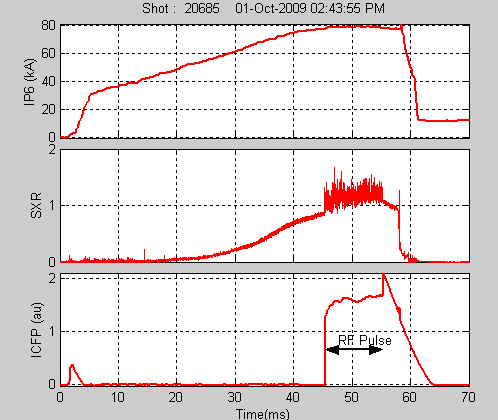 Shot : 20685 01-Oct-2009 02:43:55 PM
80
60
40
20
0
IP6 (kA)
2
1
0
SXR
2
1
0
ICFP (au)
RF Pulse
0 10 20 30 40 50 60 70
Time(ms)